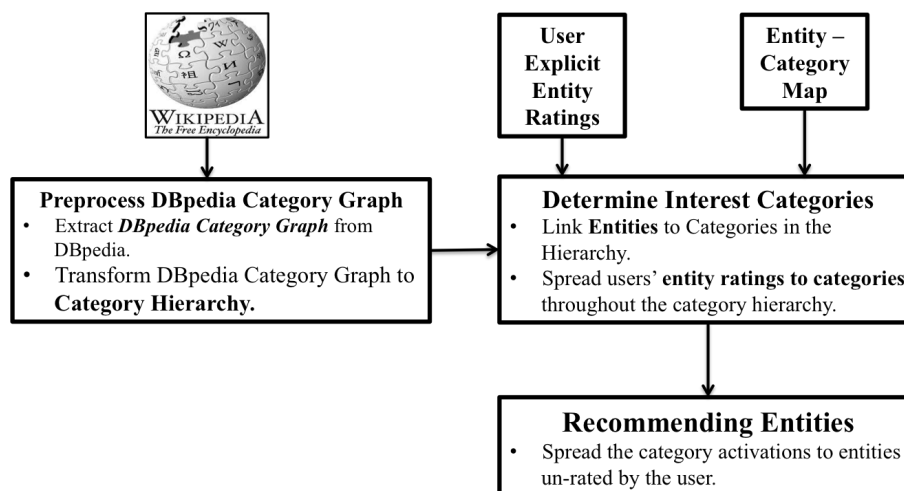 WIKIPEDIA
The Free Encyclopedia
User
Explicit
Entity
Ratings
Entity –
Category
Map
Preprocess DBpedia Category Graph
• Extract DBpedia Category Graph from
DBpedia.
• Transform DBpedia Category Graph to
Category Hierarchy.
Determine Interest Categories
• Link Entities to Categories in the
Hierarchy.
• Spread users’ entity ratings to categories
throughout the category hierarchy.
Recommending Entities
• Spread the category activations to entities
un-rated by the user.